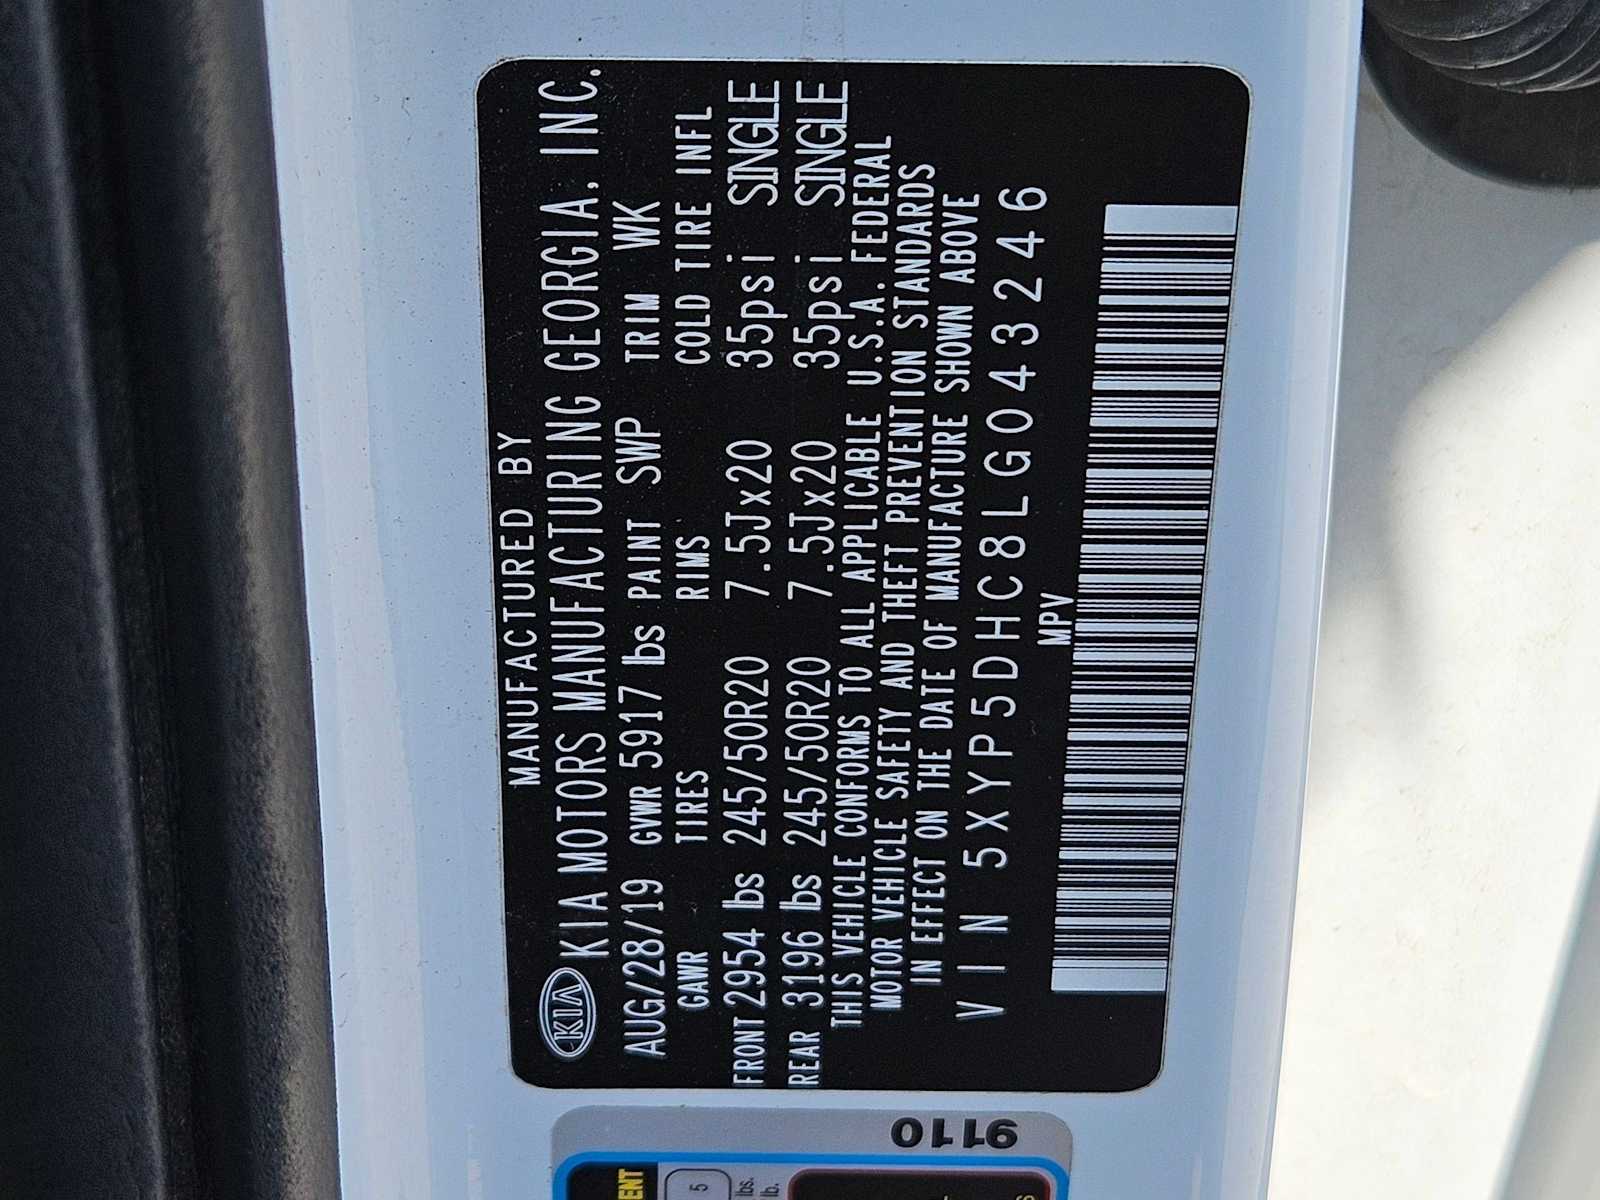 MANUFACTURED BY
KIA KIA MOTORS MANUFACTURING GEORGIA, INC.
AUG/28/19 GVWR 5917 lbs PAINT SWP TRIM WK
GAWR TIRES RIMS COLD TIRE INFL
FRONT 2954 lbs 245/50R20 7.5Jx20 35psi SINGLE
REAR 3196 lbs 245/50R20 7.5Jx20 35psi SINGLE
THIS VEHICLE CONFORMS TO ALL APPLICABLE U.S.A. FEDERAL
MOTOR VEHICLE SAFETY AND THEFT PREVENTION STANDARDS
IN EFFECT ON THE DATE OF MANUFACTURE SHOWN ABOVE
VIN 5XYP5DHC8LG043246
MPV
9110
5
lbs.
lb.